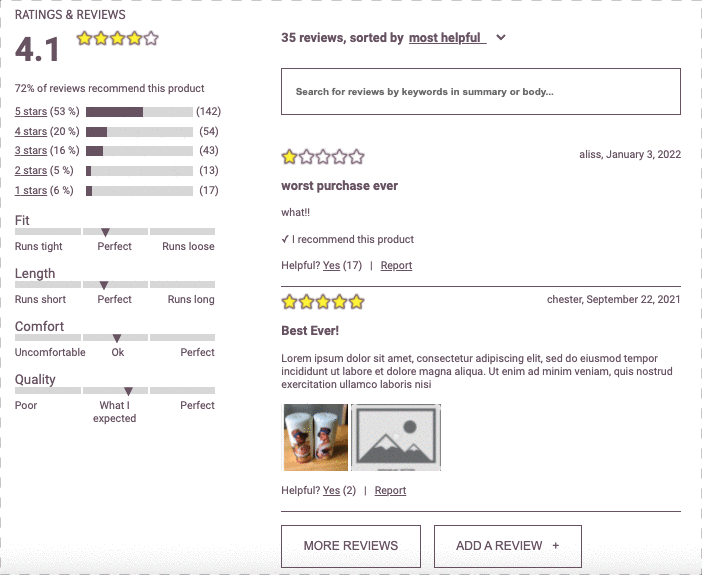 RATINGS & REVIEWS
4.1
72% of reviews recommend this product
5 stars (53 %) (142)
4 stars (20 %) (54)
3 stars (16 %) (43)
2 stars (5 %) (13)
1 stars (6 %) (17)
Fit
Runs tight Perfect Runs loose
Length
Runs short Perfect Runs long
Comfort
Uncomfortable Ok Perfect
Quality
Poor What I expected Perfect
35 reviews, sorted by most helpful
Search for reviews by keywords in summary or body...
aliss, January 3, 2022
worst purchase ever
what!!
✓ I recommend this product
Helpful? Yes (17) | Report
chester, September 22, 2021
Best Ever!
Lorem ipsum dolor sit amet, consectetur adipiscing elit, sed do eiusmod tempor
incididunt ut labore et dolore magna aliqua. Ut enim ad minim veniam, quis nostrud
exercitation ullamco laboris nisi
Helpful? Yes (2) | Report
MORE REVIEWS
ADD A REVIEW +